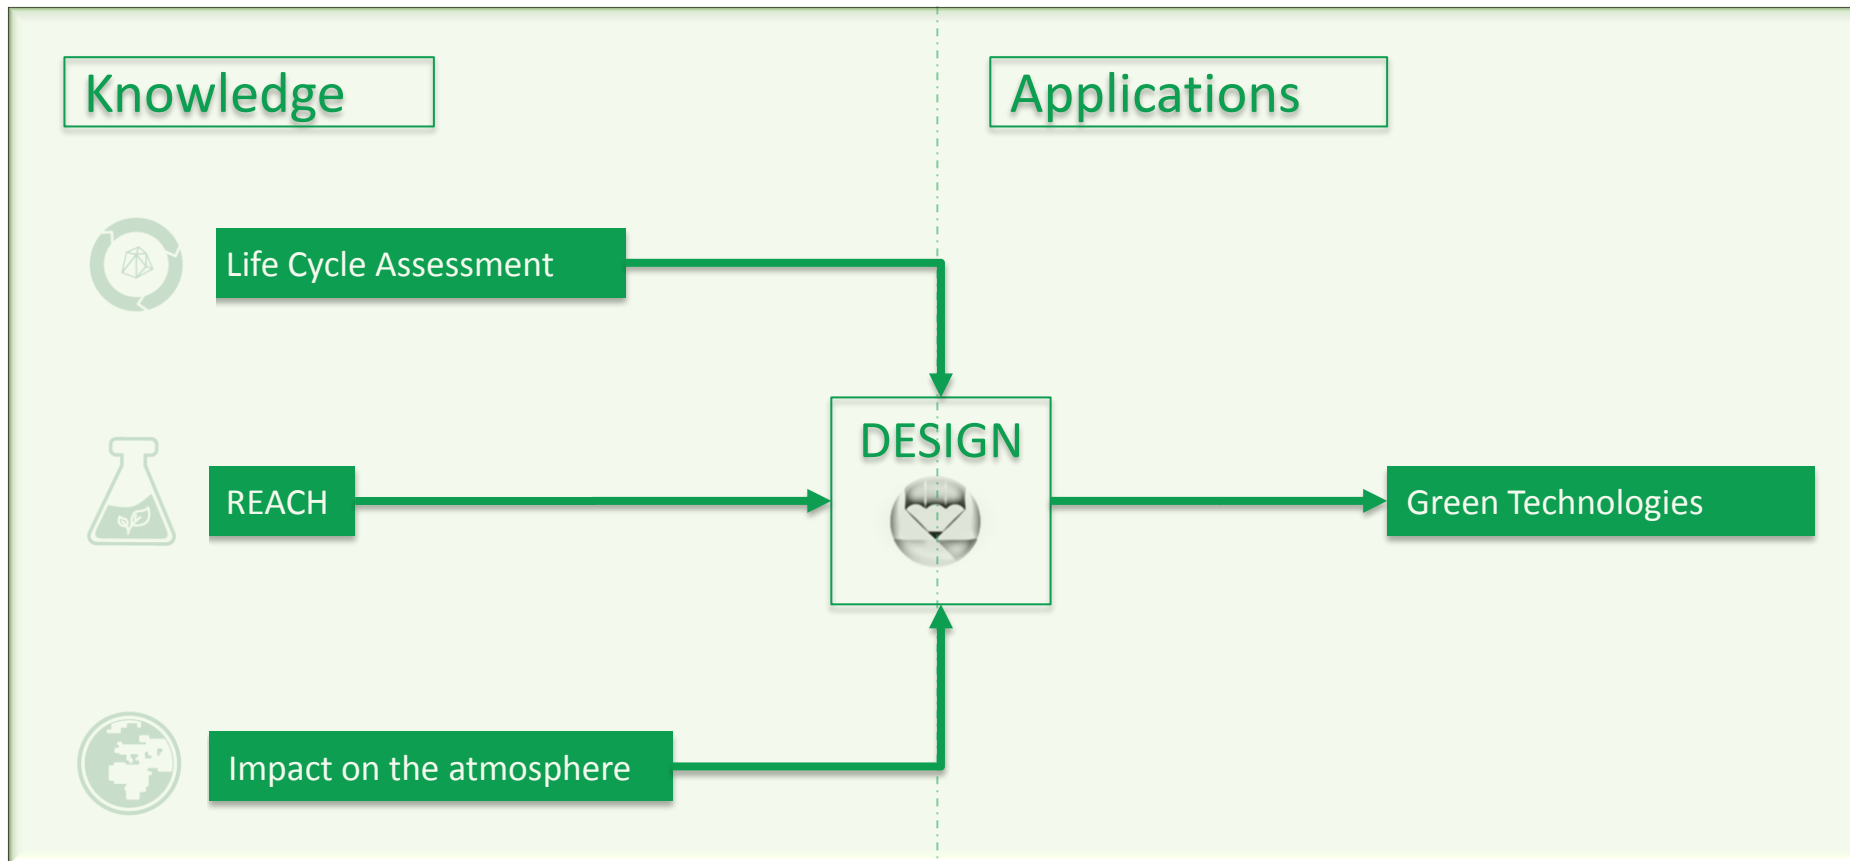 Knowledge
Applications
Life Cycle Assessment
DESIGN
REACH
Green Technologies
Impact on the atmosphere